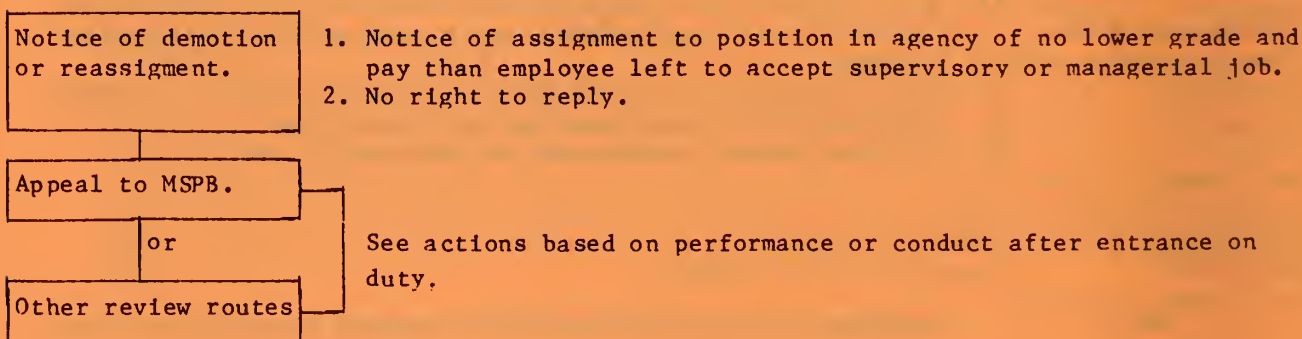 Notice of demotion
or reassigment.
1. Notice of assignment to position in agency of no lower grade and
pay than employee left to accept supervisory or managerial job.
2. No right to reply.
Appeal to MSPB.
or
See actions based on performance or conduct after entrance on
duty.
Other review routes